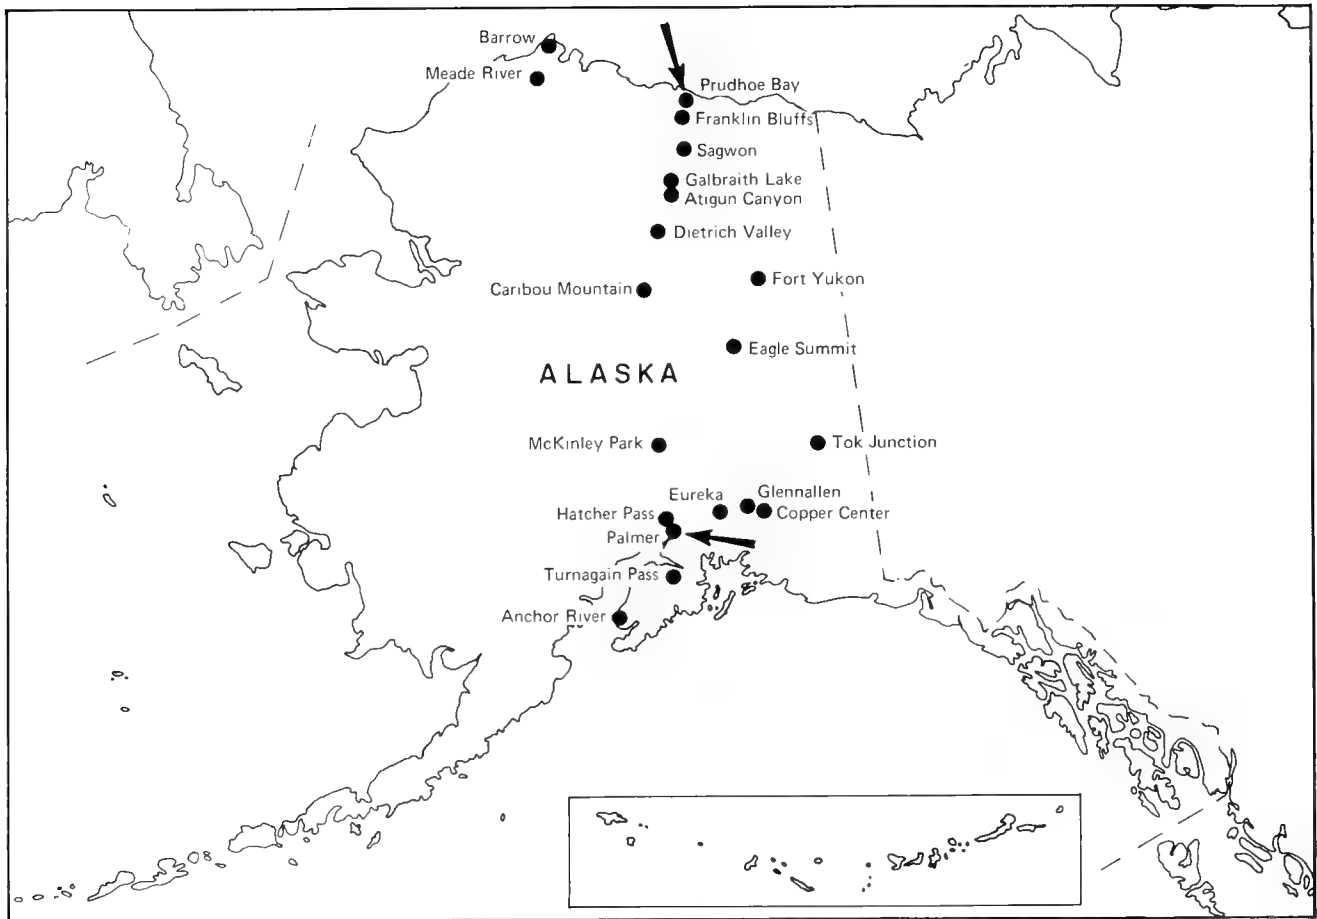 Barrow
Meade River
Prudhoe Bay
Franklin Bluffs
Sagwon
Galbraith Lake
Atigun Canyon
Dietrich Valley
Fort Yukon
Caribou Mountain
Eagle Summit
ALASKA
McKinley Park
Tok Junction
Eureka
Glennallen
Hatcher Pass
Copper Center
Palmer
Turnagain Pass
Anchor River